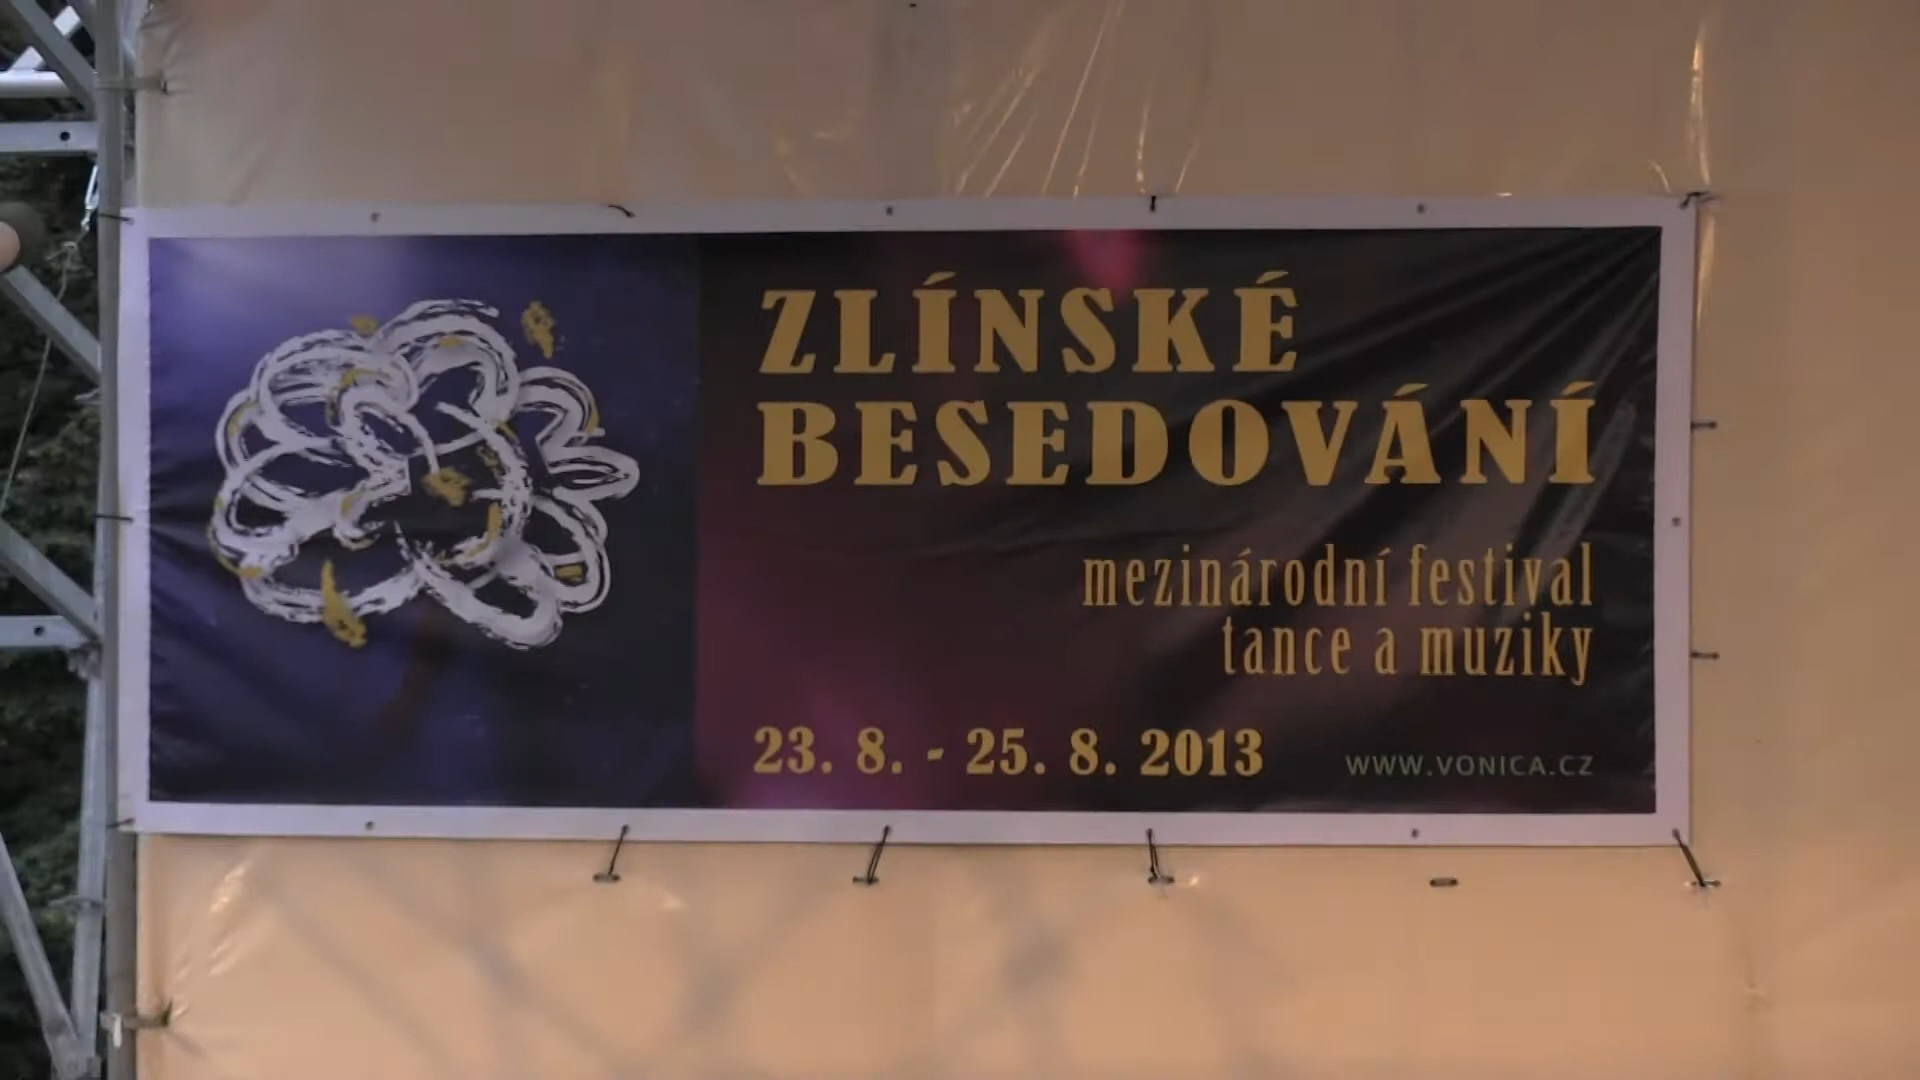 ZLÍNSKÉ
BESEDOVÁNÍ
mezinárodní festival
tance a muziky
23. 8. - 25. 8. 2013
WWW.VONICA.CZ